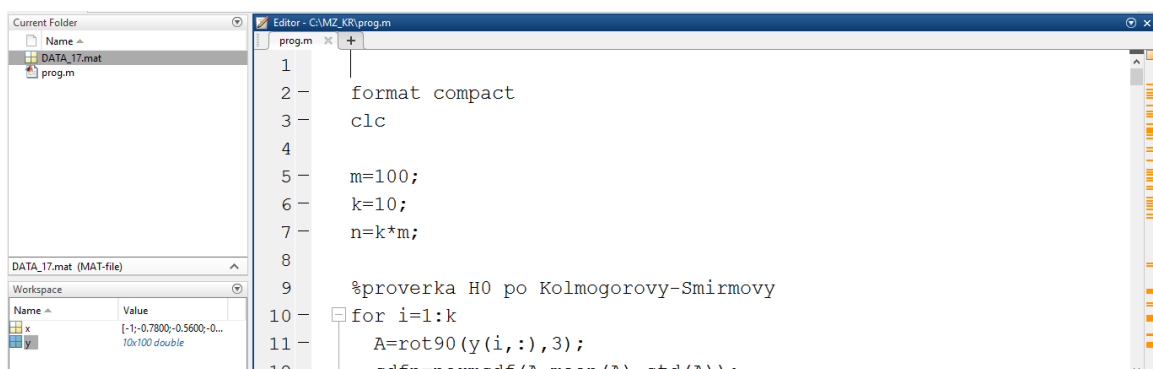 Current Folder
Name
DATA_17.mat
prog.m
DATA_17.mat (MAT-file)
Workspace
Name Value
x [-1;-0.7800;-0.5600;-0...
y 10x100 double
Editor - C:\MZ_KR\prog.m
prog.m × +
1
2 – format compact
3 – clc
4
5 – m=100;
6 – k=10;
7 – n=k*m;
8
9 %proverka H0 po Kolmogorovy-Smirmovy
10 – for i=1:k
11 – A=rot90(y(i,:),3);